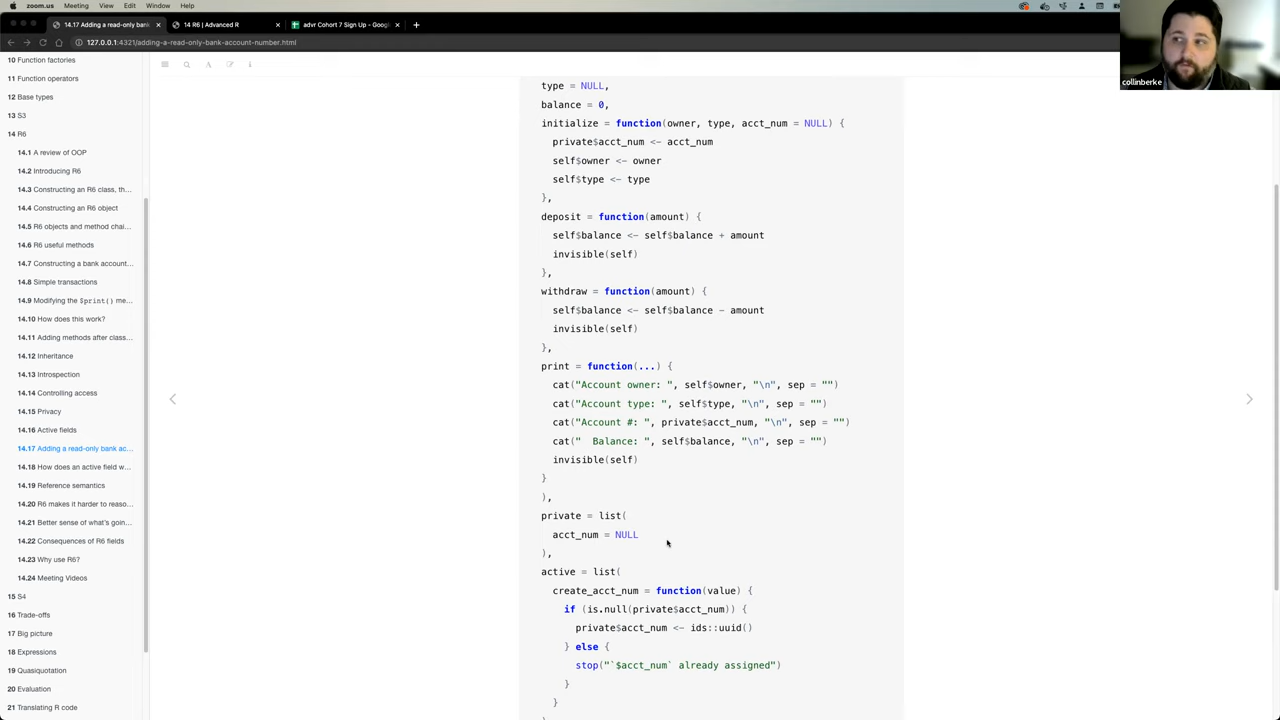 zoom.us Meeting View Edit Window Help
14.17 Adding a read-only bank × 14 R6 | Advanced R × advr Cohort 7 Sign Up - Goog × +
127.0.0.1:4321/adding-a-read-only-bank-account-number.html
collinberke
10 Function factories
11 Function operators
12 Base types
13 S3
14 R6
14.1 A review of OOP
14.2 Introducing R6
14.3 Constructing an R6 class, th...
14.4 Constructing an R6 object
14.5 R6 objects and method chai...
14.6 R6 useful methods
14.7 Constructing a bank account...
14.8 Simple transactions
14.9 Modifying the $print() me...
14.10 How does this work?
14.11 Adding methods after class...
14.12 Inheritance
14.13 Introspection
14.14 Controlling access
14.15 Privacy
14.16 Active fields
14.17 Adding a read-only bank ac...
14.18 How does an active field w...
14.19 Reference semantics
14.20 R6 makes it harder to reaso...
14.21 Better sense of what's goin...
14.22 Consequences of R6 fields
14.23 Why use R6?
14.24 Meeting Videos
15 S4
16 Trade-offs
17 Big picture
18 Expressions
19 Quasiquotation
20 Evaluation
21 Translating R code
type = NULL,
balance = 0,
initialize = function(owner, type, acct_num = NULL) {
private$acct_num <- acct_num
self$owner <- owner
self$type <- type
},
deposit = function(amount) {
self$balance <- self$balance + amount
invisible(self)
},
withdraw = function(amount) {
self$balance <- self$balance - amount
invisible(self)
},
print = function(...) {
cat("Account owner: ", self$owner, "\n", sep = "")
cat("Account type: ", self$type, "\n", sep = "")
cat("Account #: ", private$acct_num, "\n", sep = "")
cat("  Balance: ", self$balance, "\n", sep = "")
invisible(self)
}
),
private = list(
acct_num = NULL
),
active = list(
create_acct_num = function(value) {
if (is.null(private$acct_num)) {
private$acct_num <- ids::uuid()
} else {
stop("`$acct_num` already assigned")
}
}